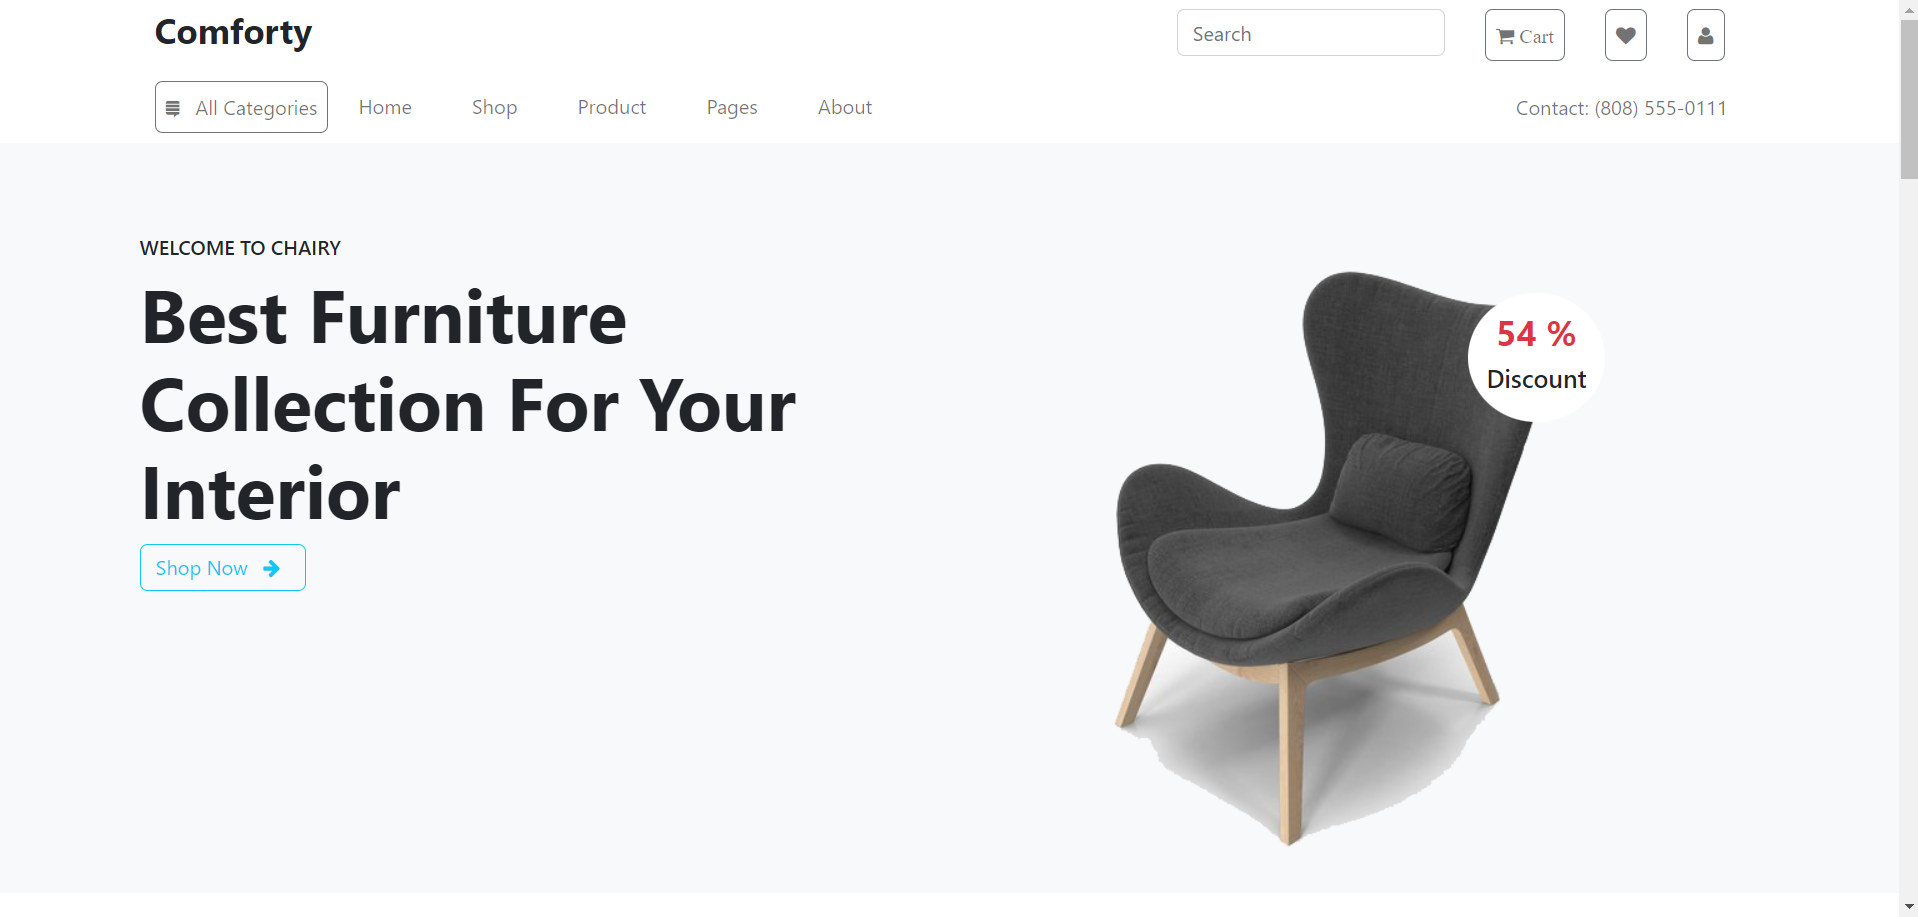 Comforty
Search
Cart
All Categories
Home
Shop
Product
Pages
About
Contact: (808) 555-0111
WELCOME TO CHAIRY
Best Furniture
Collection For Your
Interior
Shop Now
54 %
Discount